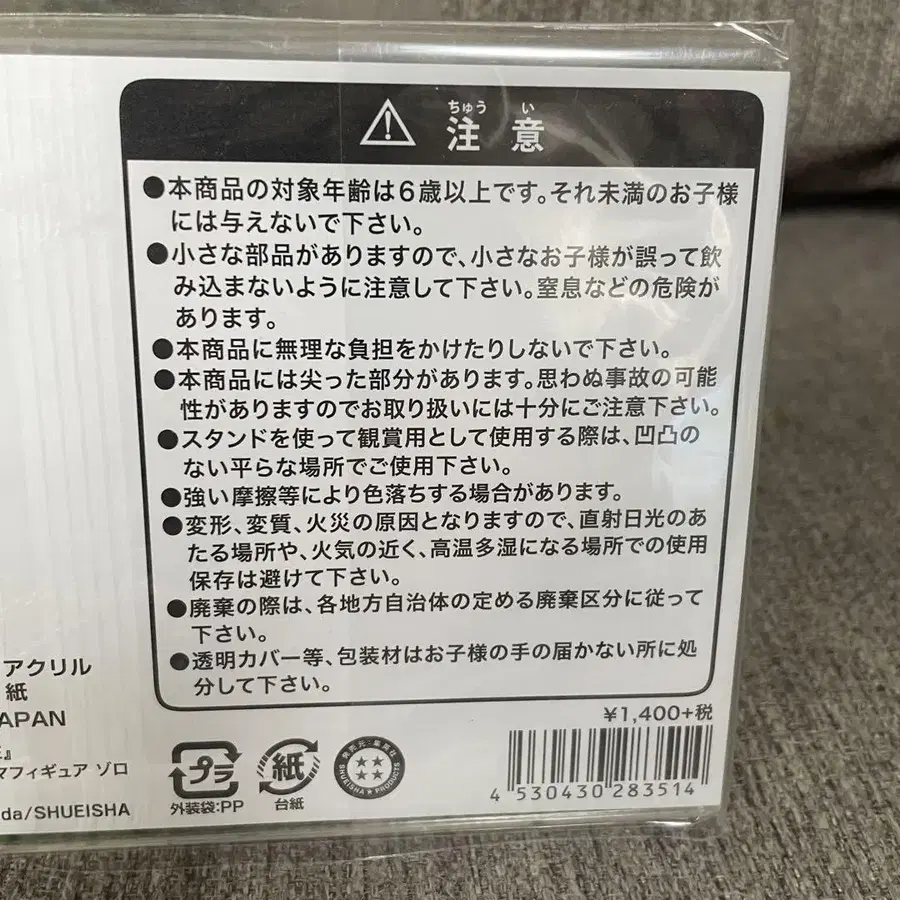 ちゅう い
注意
●本商品の対象年齢は6歳以上です。それ未満のお子様
には与えないで下さい。
●小さな部品がありますので、小さなお子様が誤って飲
み込まないように注意して下さい。窒息などの危険が
あります。
●本商品に無理な負担をかけたりしないで下さい。
●本商品には尖った部分があります。思わぬ事故の可能
性がありますのでお取り扱いには十分にご注意下さい。
●スタンドを使って観賞用として使用する際は、凹凸の
ない平らな場所でご使用下さい。
●強い摩擦等により色落ちする場合があります。
●変形、変質、火災の原因となりますので、直射日光のあ
たる場所や、火気の近く、高温多湿になる場所での使用
保存は避けて下さい。
●廃棄の際は、各地方自治体の定める廃棄区分に従って
下さい。
●透明カバー等、包装材はお子様の手の届かない所に処
分して下さい。
アクリル
紙
APAN
』
マフィギュア ゾロ
da/SHUEISHA
¥1,400+税
プラ
外装袋:PP
紙
台紙
発売元:集英社
SHUEISHA★PRODUCTS
4 530430 283514